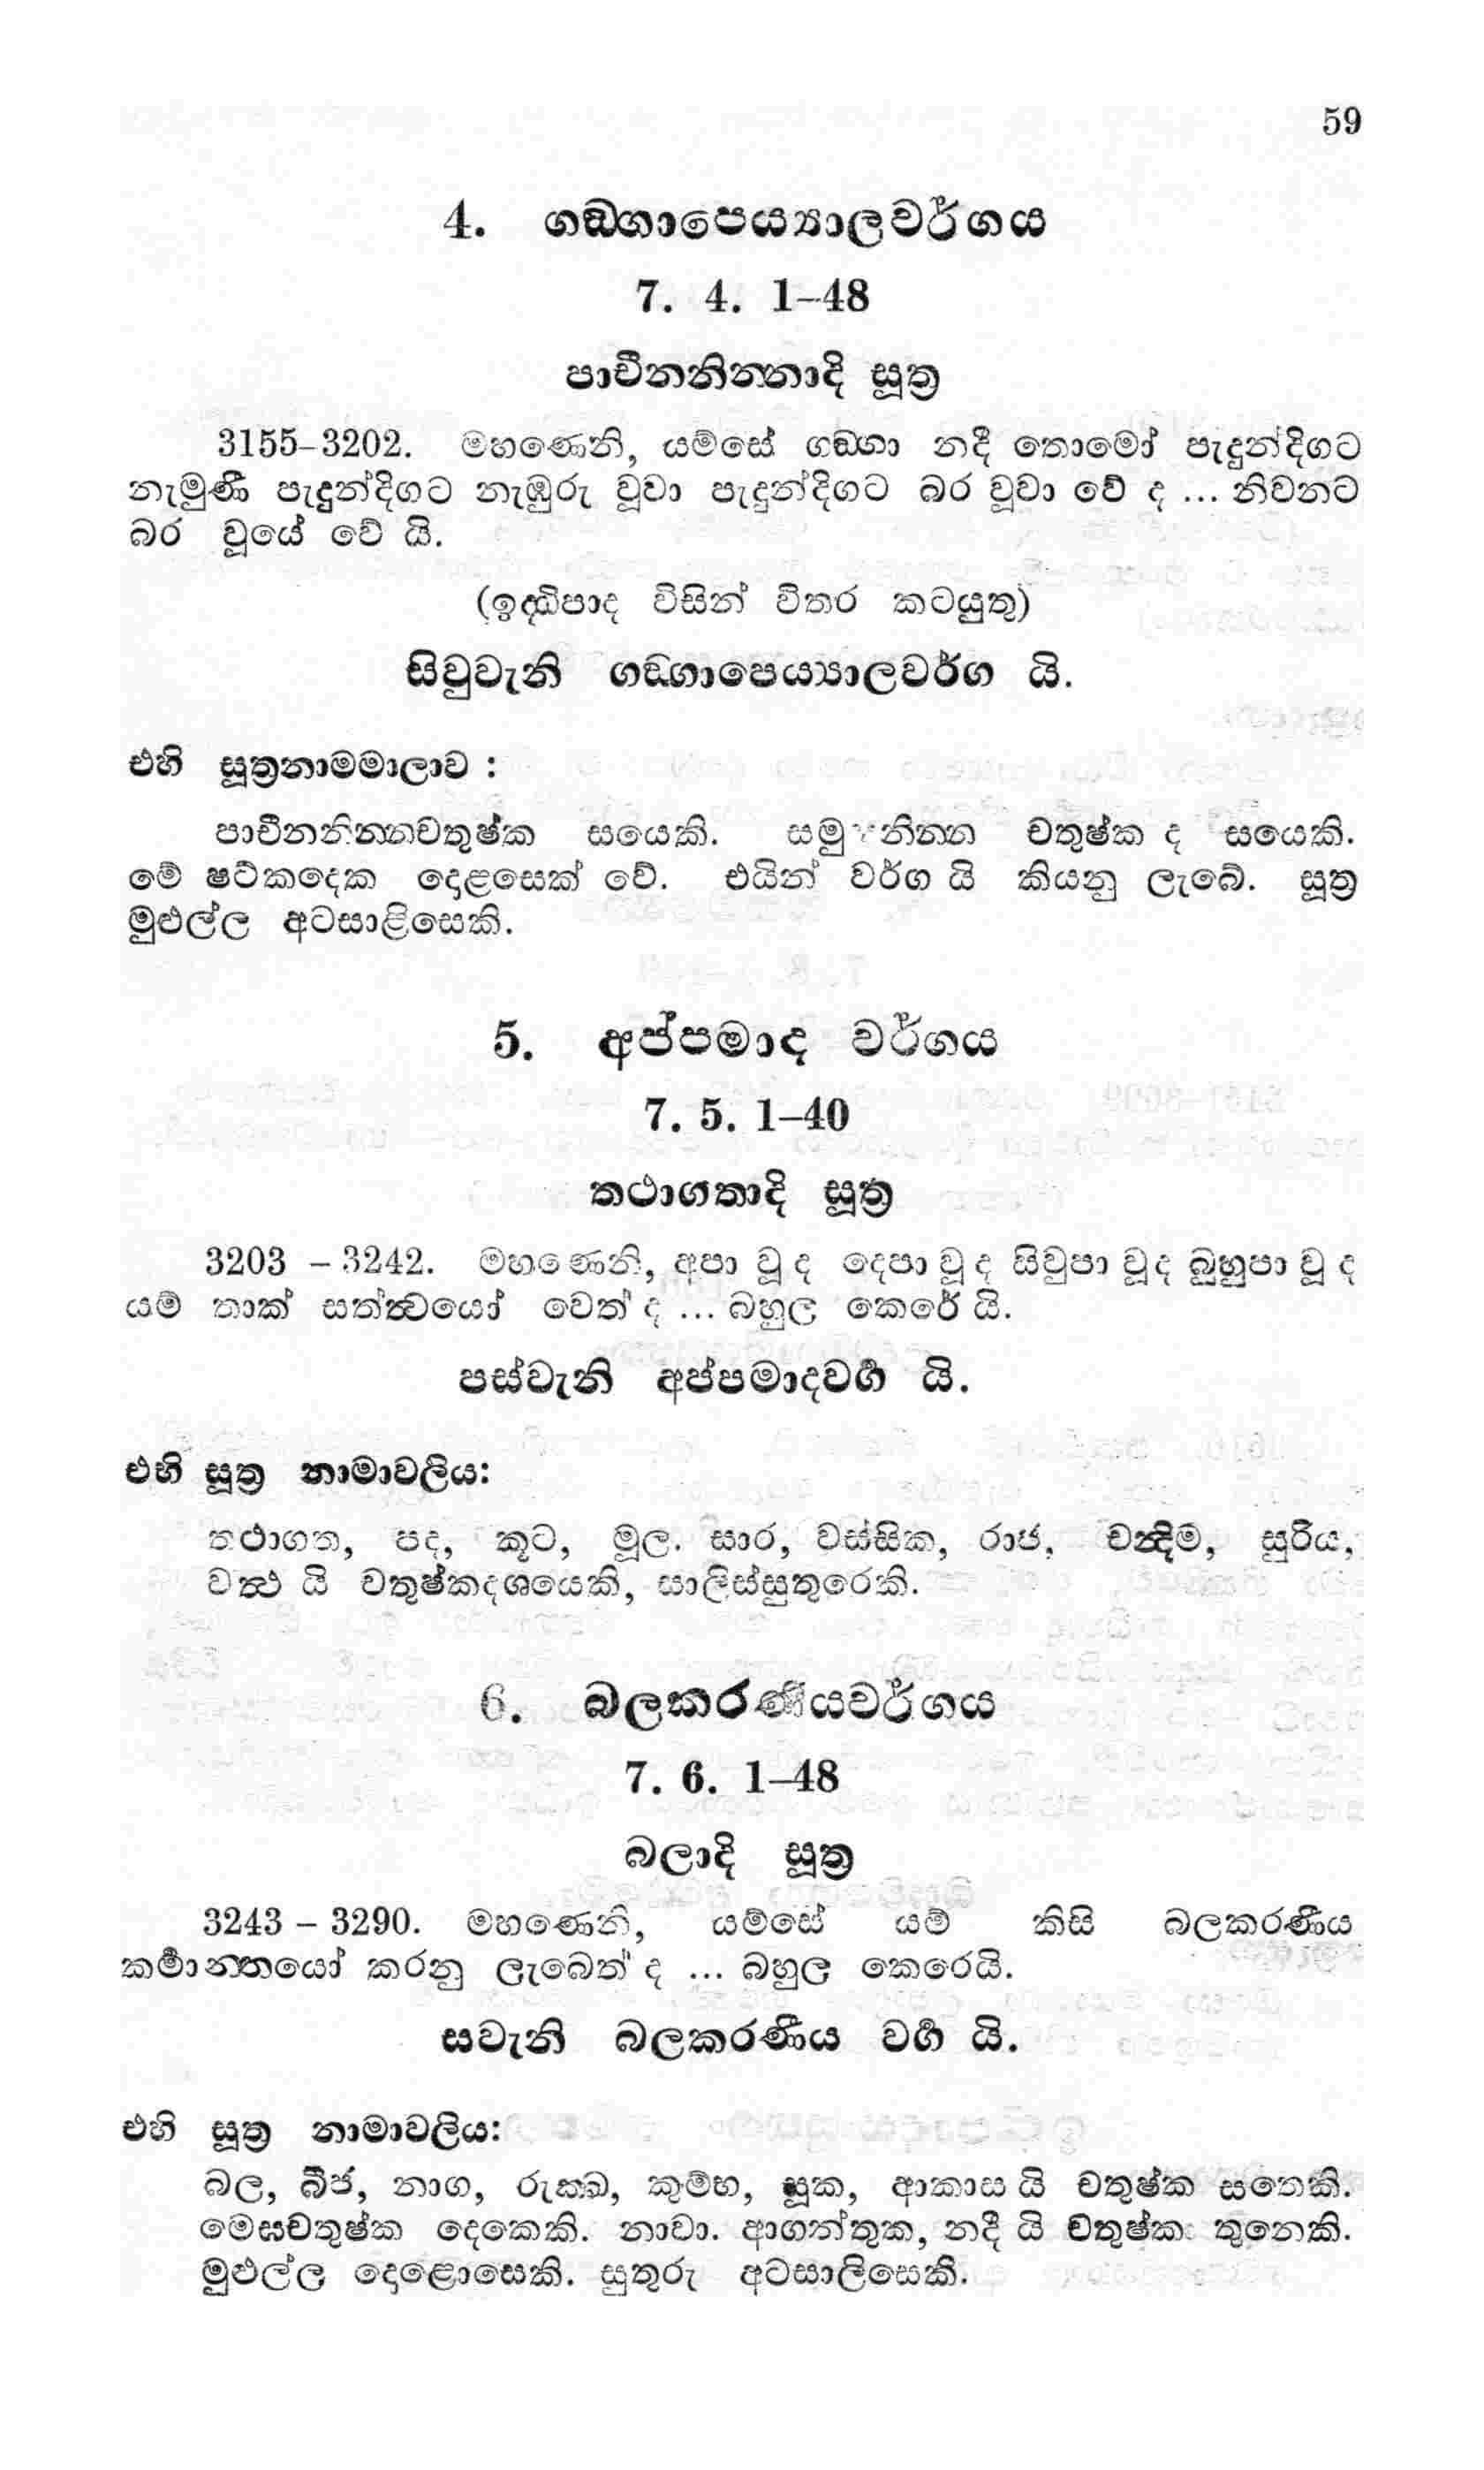 59
4. ගඞ්ගාපෙය්‍යාලවර්ගය
7. 4. 1–48
පාචීනනින්නාදි සූත්‍ර
3155–3202. මහණෙනි, යම්සේ ගඞ්ගා නදී තොමෝ පැදුන්දිගට
නැමුණී පැදුන්දිගට නැඹුරු වූවා පැදුන්දිගට බර වූවා වේ ද ... නිවනට
බර වූයේ වේ යි.
(ඉද්ධිපාද විසින් විතර කටයුතු)
සිවුවැනි ගඞ්ගාපෙය්‍යාලවර්ග යි.
එහි සූත්‍රනාමමාලාව :
පාචීනනින්නචතුෂ්ක සයෙකි. චතුෂ්ක ද සයෙකි.
මේ ෂට්කදෙක දොළසෙක් වේ. එයින් වර්ග යි කියනු ලැබේ. සූත්‍ර
මුළුල්ල අටසාළිසෙකි.
5. අප්පමාද වර්ගය
7. 5. 1–40
තථාගතාදි සූත්‍ර
3203 – 3242. මහණෙනි, අපා වූ ද දෙපා වූ ද සිවුපා වූ ද බුහුපා වූ ද
යම් තාක් සත්ත්‍වයෝ වෙත් ද ... බහුල කෙරේ යි.
පස්වැනි අප්පමාදවර්‍ග යි.
එහි සූත්‍ර නාමාවලිය:
තථාගත, පද, කූට, මූල. සාර, වස්සික, රාජ, චන්දිම, සුරිය,
වත්‍ථ යි චතුෂ්කදශයෙකි, සාලිස්සුතුරෙකි.
6. බලකරණීයවර්ගය
7. 6. 1–48
බලාදි සූත්‍ර
3243 – 3290. මහණෙනි, යම්සේ යම් කිසි බලකරණීය
කර්‍මාන්තයෝ කරනු ලැබෙත් ද ... බහුල කෙරෙයි.
සවැනි බලකරණීය වර්‍ග යි.
එහි සූත්‍ර නාමාවලිය:
බල, බීජ, නාග, රුක්ඛ, කුම්භ, සූක, ආකාස යි චතුෂ්ක සතෙකි.
මෙඝචතුෂ්ක දෙකෙකි. නාවා. ආගන්තුක, නදී යි චතුෂ්ක තුනෙකි.
මුළුල්ල දොළොසෙකි. සුතුරු අටසාලිසෙකි.